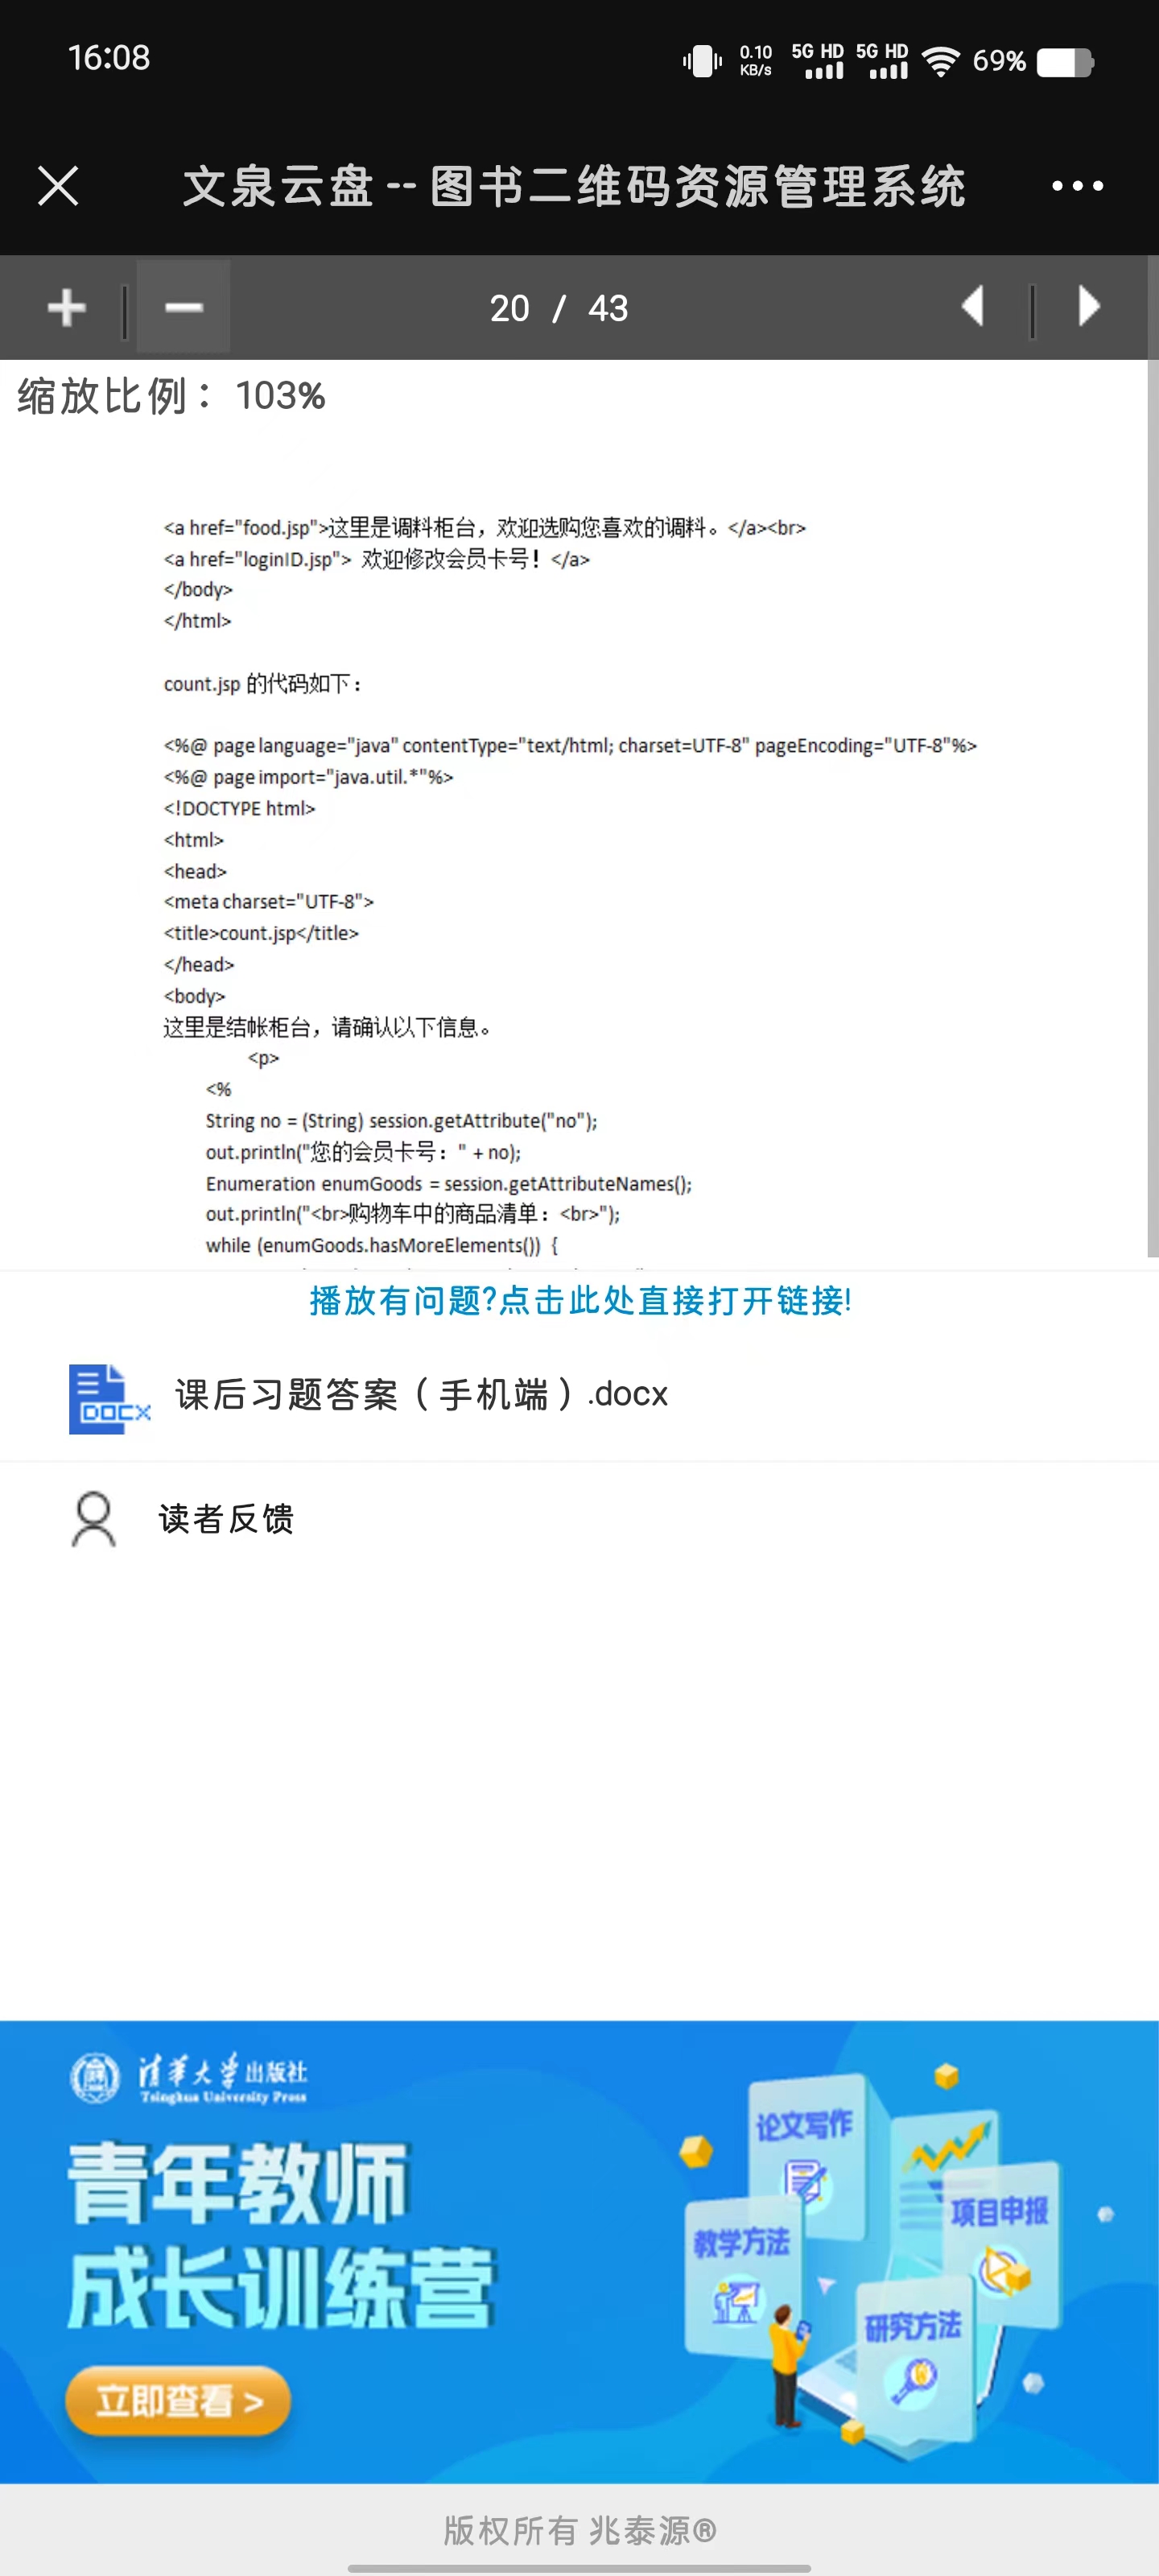 16:08
0.10 KB/s 5G HD 5G HD 69%
文泉云盘 -- 图书二维码资源管理系统
20 / 43
缩放比例： 103%
<a href="food.jsp">这里是调料柜台，欢迎选购您喜欢的调料。</a><br>
<a href="loginID.jsp"> 欢迎修改会员卡号！</a>
</body>
</html>
count.jsp 的代码如下：
<%@ page language="java" contentType="text/html; charset=UTF-8" pageEncoding="UTF-8"%>
<%@ page import="java.util.*"%>
<!DOCTYPE html>
<html>
<head>
<meta charset="UTF-8">
<title>count.jsp</title>
</head>
<body>
这里是结帐柜台，请确认以下信息。
<p>
<%
String no = (String) session.getAttribute("no");
out.println("您的会员卡号：" + no);
Enumeration enumGoods = session.getAttributeNames();
out.println("<br>购物车中的商品清单：<br>");
while (enumGoods.hasMoreElements()) {
播放有问题?点击此处直接打开链接!
DOCX 课后习题答案（手机端）.docx
读者反馈
清华大学出版社
Tsinghua University Press
青年教师
成长训练营
立即查看 >
论文写作
项目申报
教学方法
研究方法
版权所有 兆泰源®